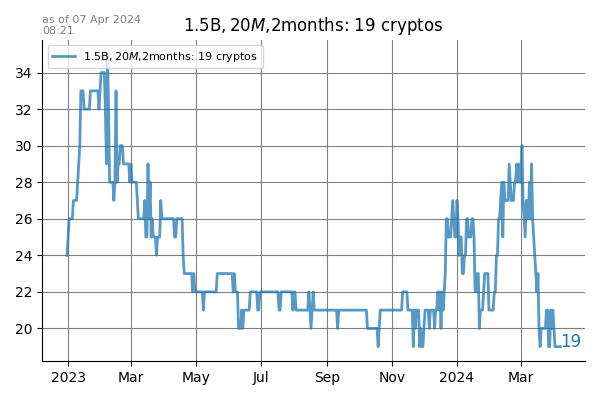 as of 07 Apr 2024
08:21
1.5B, 20M,2months: 19 cryptos
1.5B, 20M,2months: 19 cryptos
34
32
30
28
26
24
22
20
19
2023 Mar May Jul Sep Nov 2024 Mar